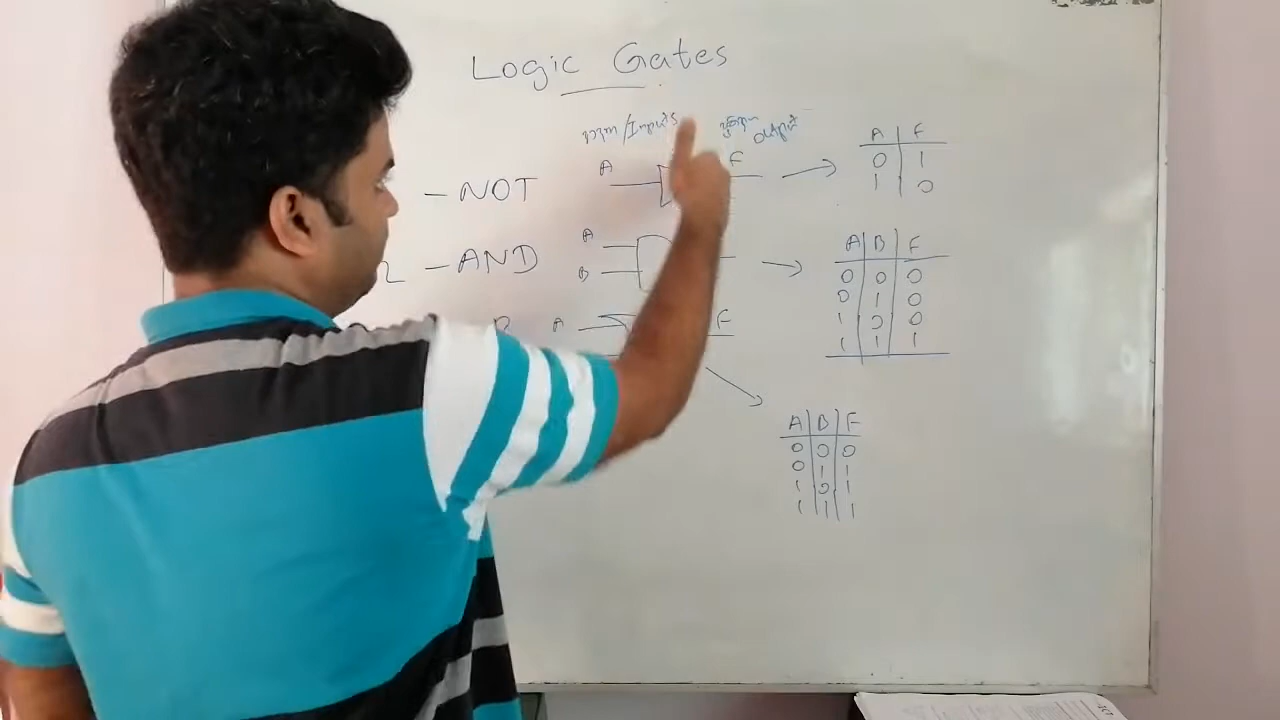 Logic Gates
/Inputs Output
- NOT A F
A F
0 1
1 0
- AND A
B
A B F
0 0 0
0 1 0
1 0 0
1 1 1
A F
A B F
0 0 0
0 1 1
1 0 1
1 1 1